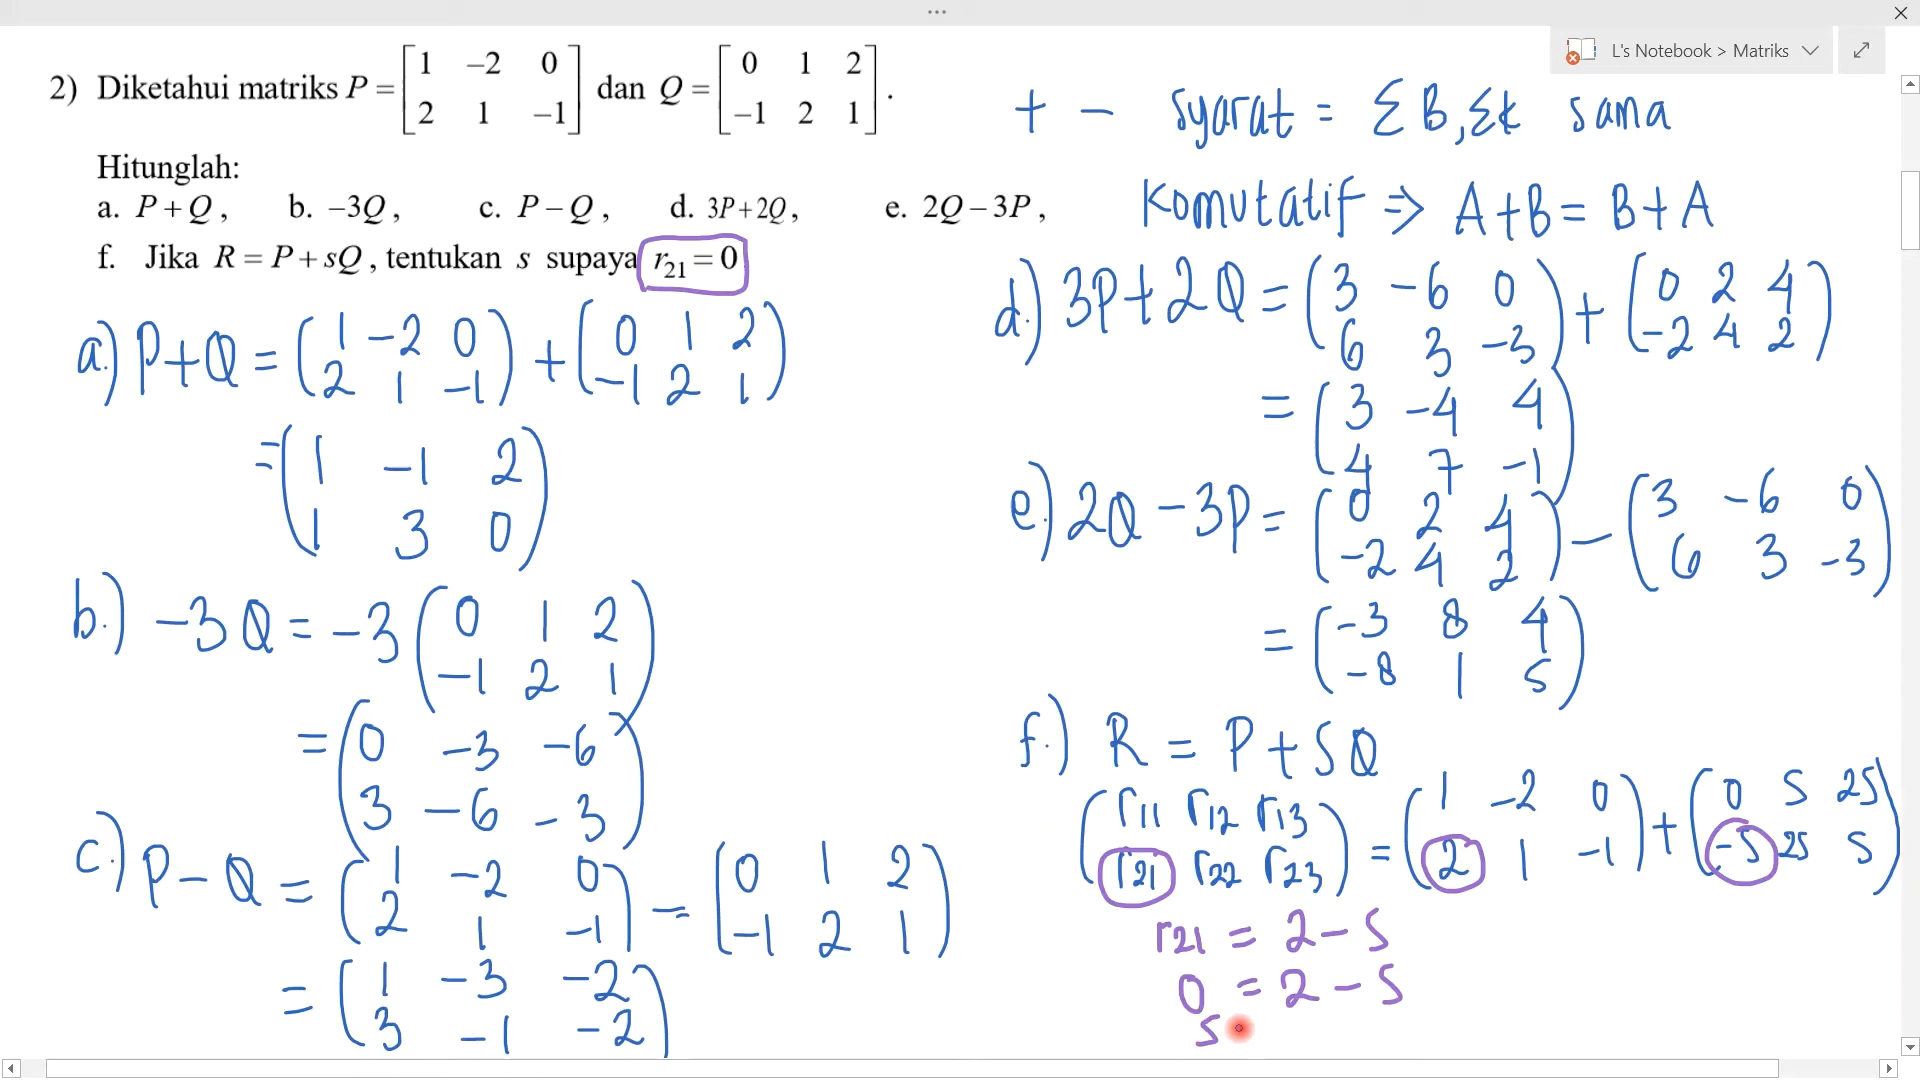 L's Notebook > Matriks
2) Diketahui matriks P = [1 −2 0
2 1 −1] dan Q = [0 1 2
−1 2 1].
Hitunglah:
a. P + Q, b. −3Q, c. P − Q, d. 3P + 2Q, e. 2Q − 3P,
f. Jika R = P + sQ, tentukan s supaya r21 = 0
+ − syarat = ΣB, Σk sama
Komutatif => A+B = B+A
a.) P+Q = (1 −2 0
2 1 −1) + (0 1 2
−1 2 1)
= (1 −1 2
1 3 0)
b.) −3Q = −3 (0 1 2
−1 2 1)
= (0 −3 −6
3 −6 −3)
c.) P − Q = (1 −2 0
2 1 −1) − (0 1 2
−1 2 1)
= (1 −3 −2
3 −1 −2)
d.) 3P+2Q = (3 −6 0
6 3 −3) + (0 2 4
−2 4 2)
= (3 −4 4
4 7 −1)
e.) 2Q − 3P = (0 2 4
−2 4 2) − (3 −6 0
6 3 −3)
= (−3 8 4
−8 1 5)
f.) R = P + SQ
(r11 r12 r13
r21 r22 r23) = (1 −2 0
2 1 −1) + (0 S 2S
−S 2S S)
r21 = 2 − S
0 = 2 − S
S